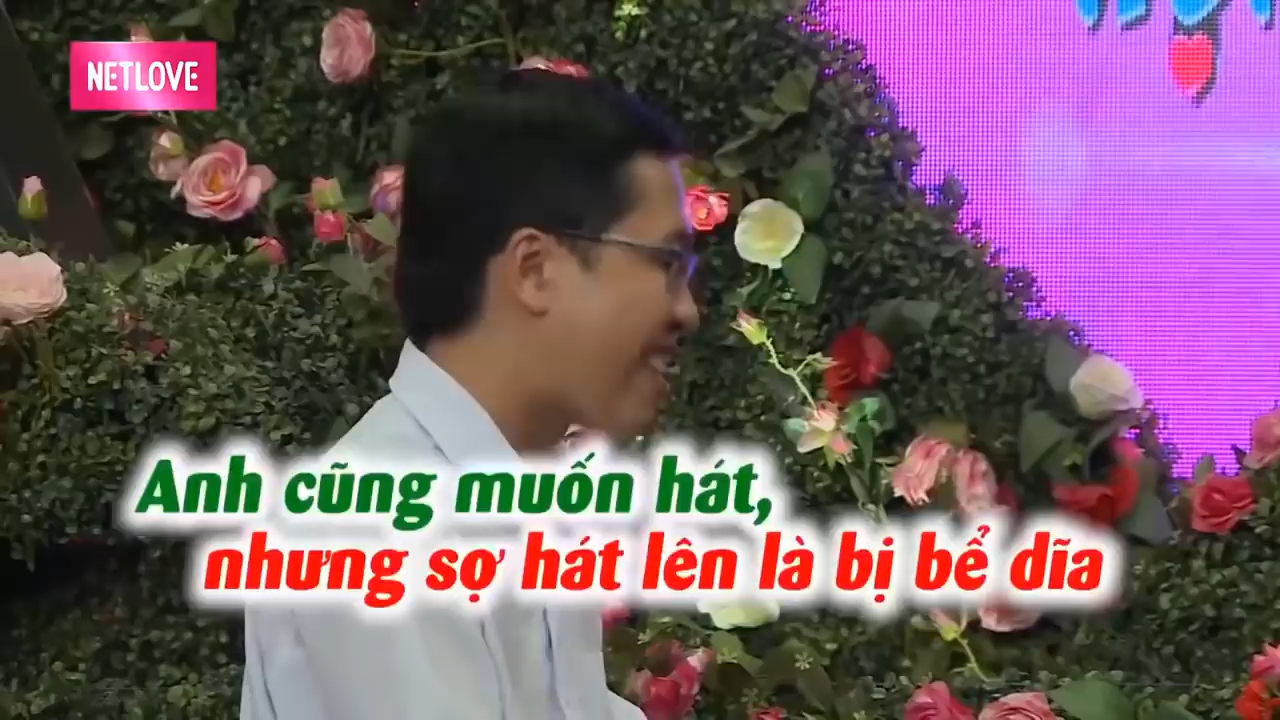 NETLOVE
Anh cũng muốn hát,
nhưng sợ hát lên là bị bể dĩa